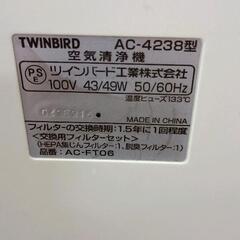 TWINBIRD AC-4238型
空気清浄機
PSE ツインバード工業株式会社
100V 43/49W 50/60Hz
温度ヒューズ133℃
MADE IN CHINA
フィルターの交換時期:1.5年に1回程度
<交換用フィルターセット>
(HEPA集じんフィルター:1、脱臭フィルター:1)
品番:AC-FT06